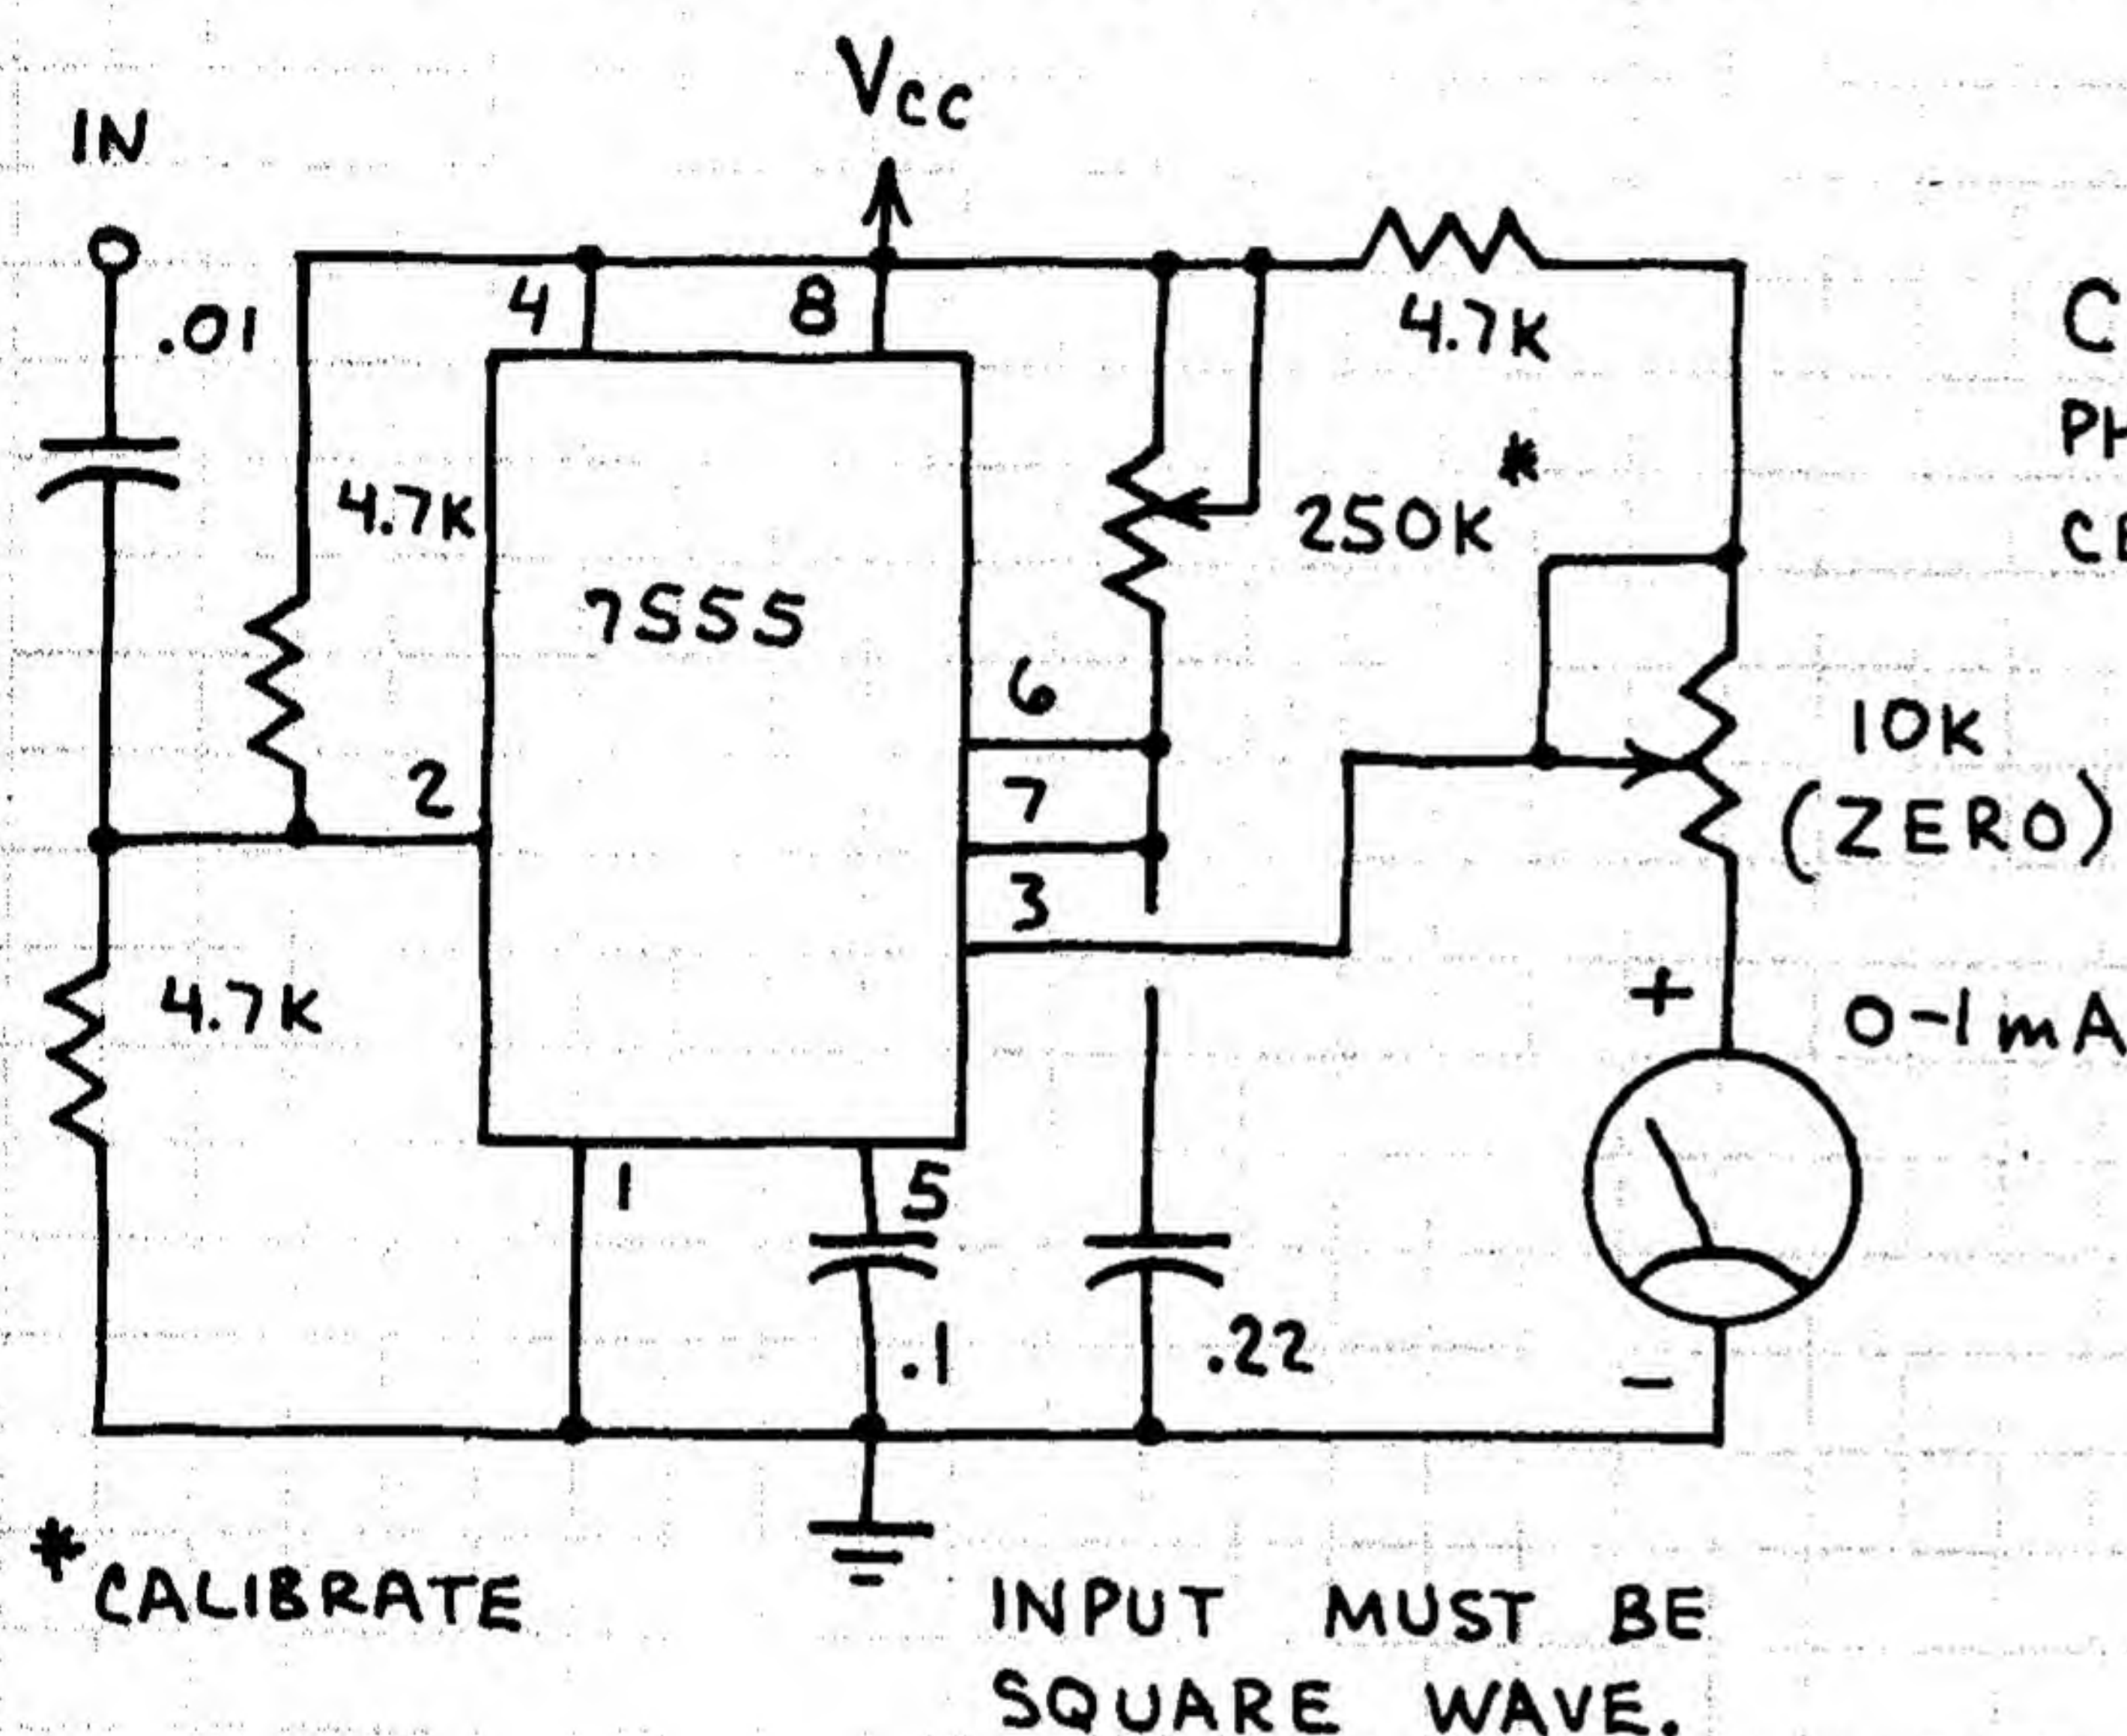 Vcc
IN
.01
4
8
4.7K
4.7K
*
250K
7555
6
10K
(ZERO)
2
7
3
4.7K
+
0-1mA
1
5
.1
.22
-
*CALIBRATE
INPUT MUST BE
SQUARE WAVE.